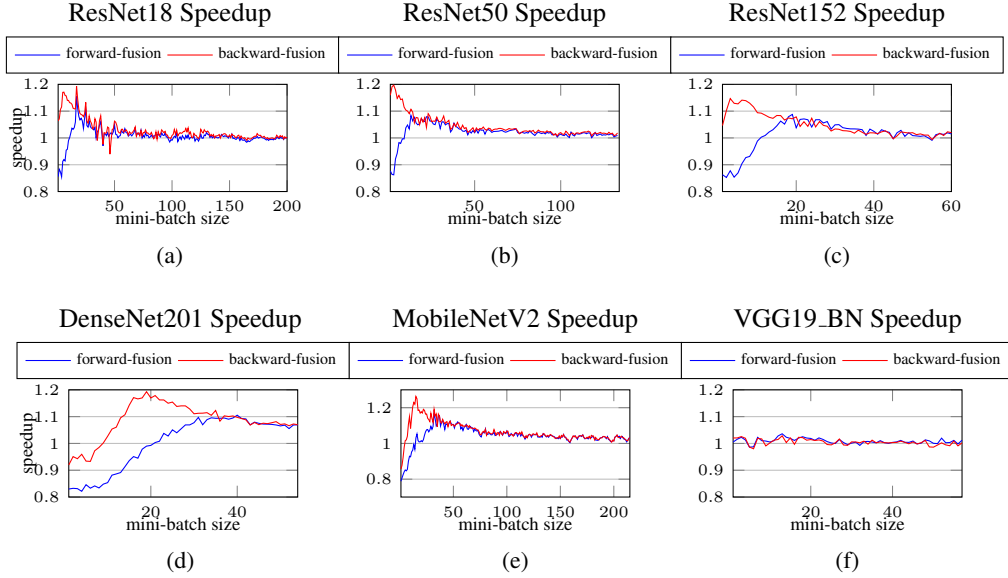 ResNet18 Speedup ResNet50 Speedup ResNet152 Speedup
forward-fusion backward-fusion forward-fusion backward-fusion forward-fusion backward-fusion
speedup
1.2
1.1
1
0.9
0.8
50 100 150 200
mini-batch size
1.2
1.1
1
0.9
0.8
50 100
mini-batch size
1.2
1.1
1
0.9
0.8
20 40 60
mini-batch size
(a) (b) (c)
DenseNet201 Speedup MobileNetV2 Speedup VGG19_BN Speedup
forward-fusion backward-fusion forward-fusion backward-fusion forward-fusion backward-fusion
speedup
1.2
1.1
1
0.9
0.8
20 40
mini-batch size
1.2
1
0.8
50 100 150 200
mini-batch size
1.2
1.1
1
0.9
0.8
20 40
mini-batch size
(d) (e) (f)